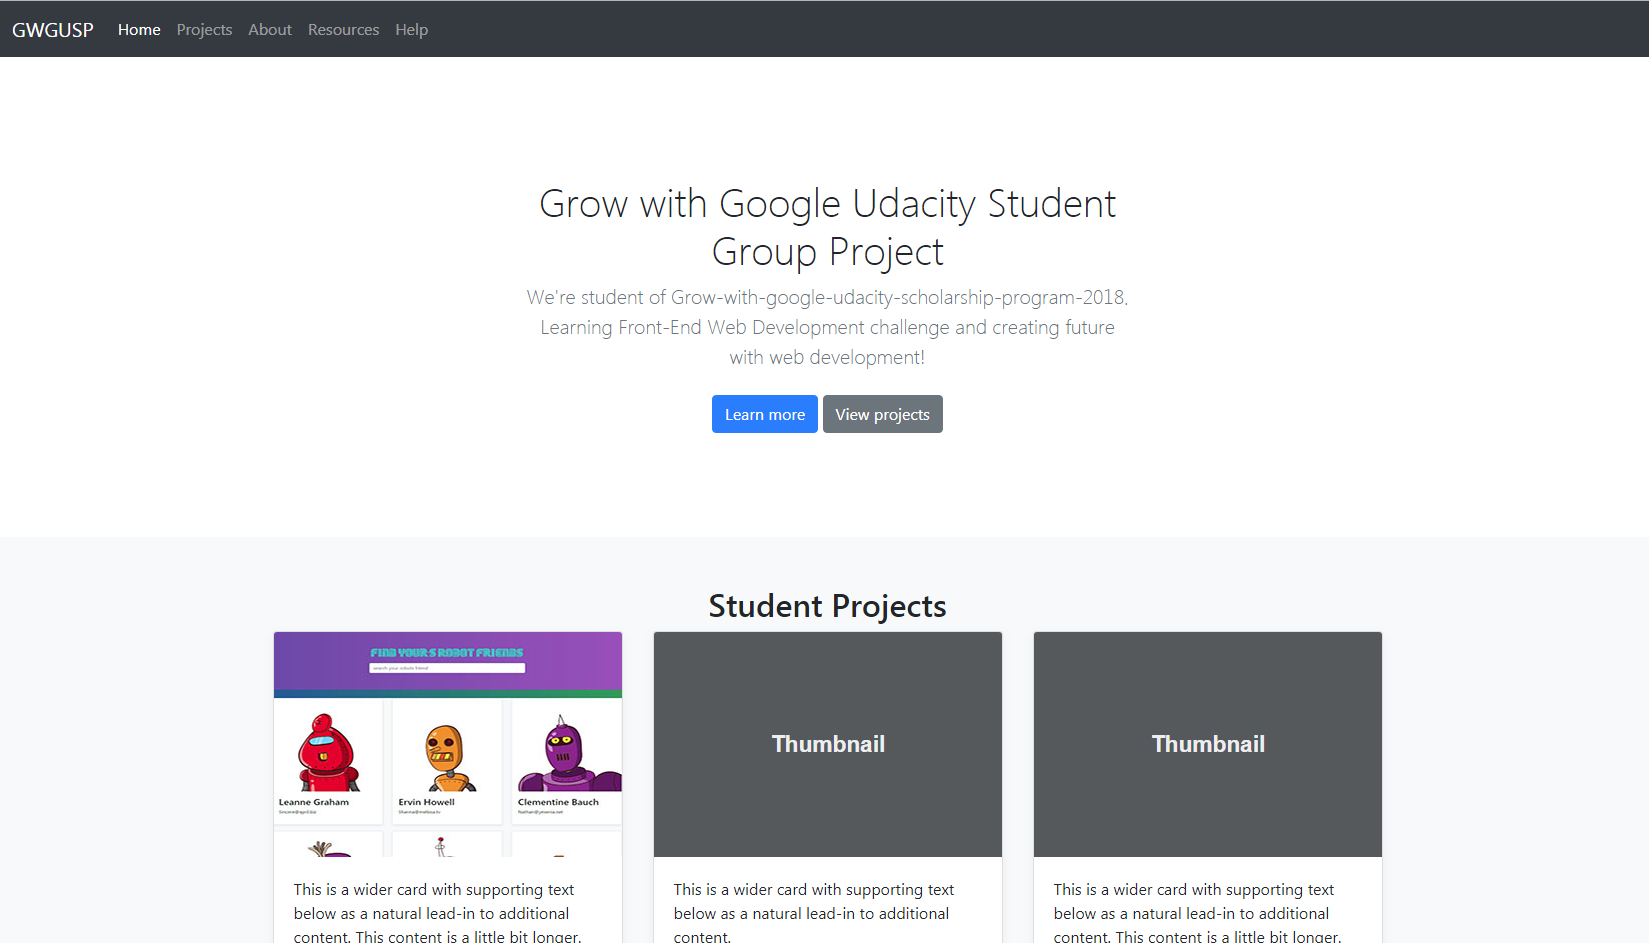 GWGUSP Home Projects About Resources Help
Grow with Google Udacity Student
Group Project
We're student of Grow-with-google-udacity-scholarship-program-2018,
Learning Front-End Web Development challenge and creating future
with web development!
Learn more View projects
Student Projects
FIND YOUR'S ROBOT FRIENDS
search your robots friend
Leanne Graham
Ervin Howell
Clementine Bauch
Thumbnail
Thumbnail
This is a wider card with supporting text
below as a natural lead-in to additional
content. This content is a little bit longer.
This is a wider card with supporting text
below as a natural lead-in to additional
content.
This is a wider card with supporting text
below as a natural lead-in to additional
content. This content is a little bit longer.